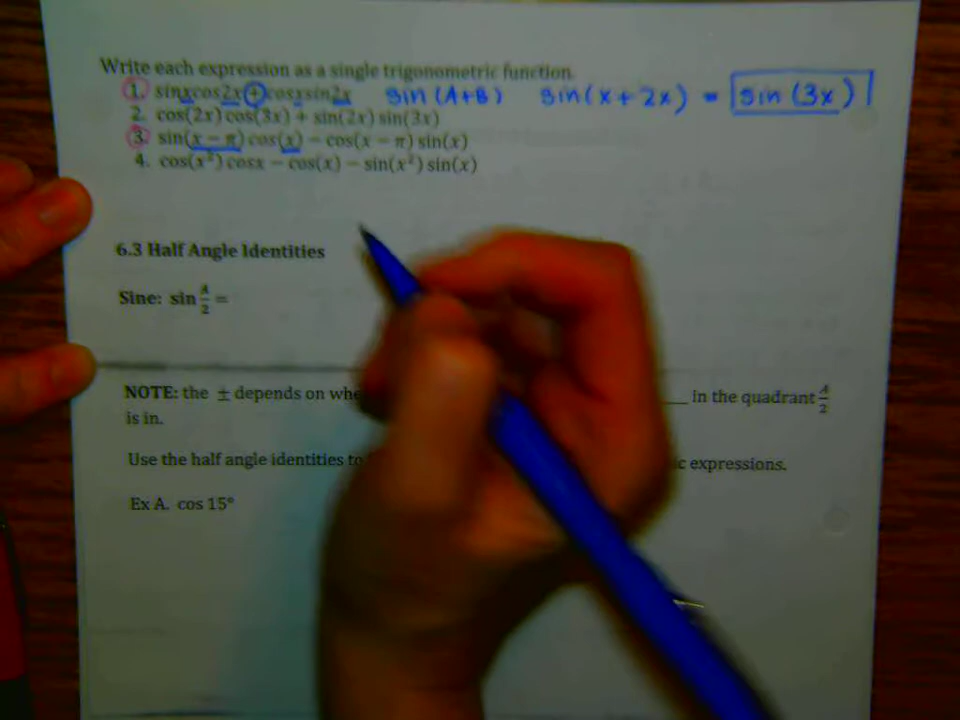 Write each expression as a single trigonometric function.
1. sinxcos2x + cosxsin2x sin (A+B) sin(x + 2x) = sin (3x)
2. cos(2x) cos(3x) + sin(2x) sin(3x)
3. sin(x − π) cos(x) − cos(x − π) sin(x)
4. cos(x²) cosx − cos(x) − sin(x²) sin(x)
6.3 Half Angle Identities
Sine: sin A/2 =
NOTE: the ± depends on ___ in the quadrant A/2
is in.
Use the half angle identities to expressions.
Ex A. cos 15°